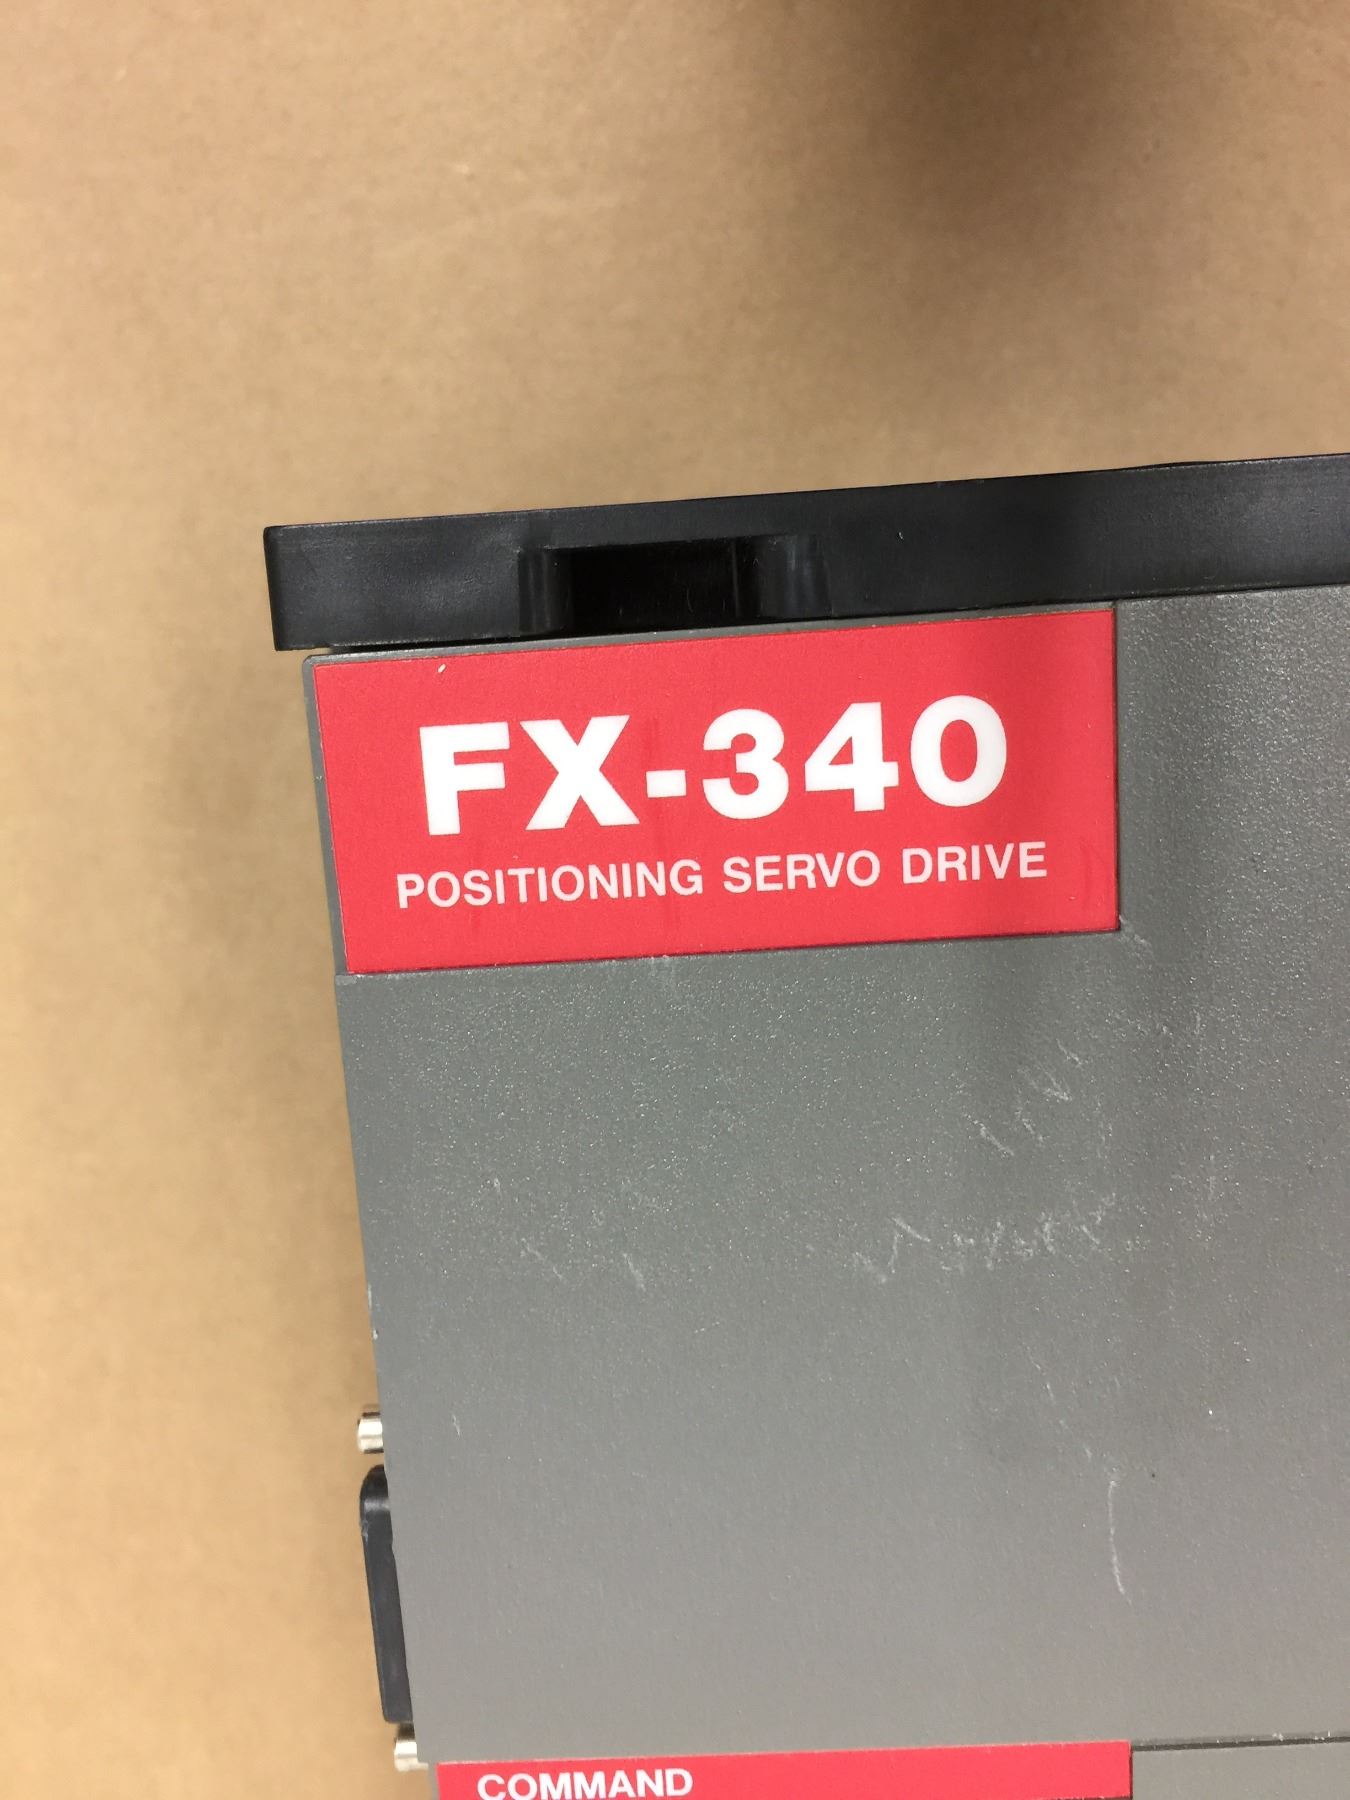 FX-340
POSITIONING SERVO DRIVE
COMMAND